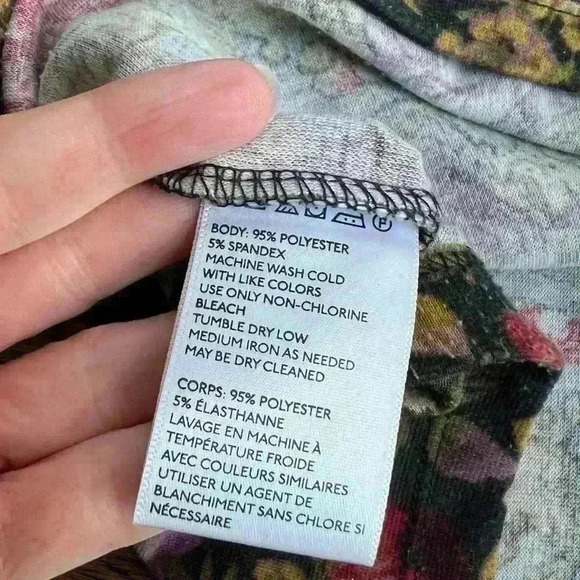 BODY: 95% POLYESTER
5% SPANDEX
MACHINE WASH COLD
WITH LIKE COLORS
USE ONLY NON-CHLORINE
BLEACH
TUMBLE DRY LOW
MEDIUM IRON AS NEEDED
MAY BE DRY CLEANED
CORPS: 95% POLYESTER
5% ÉLASTHANNE
LAVAGE EN MACHINE À
TEMPÉRATURE FROIDE
AVEC COULEURS SIMILAIRES
UTILISER UN AGENT DE
BLANCHIMENT SANS CHLORE SI
NÉCESSAIRE